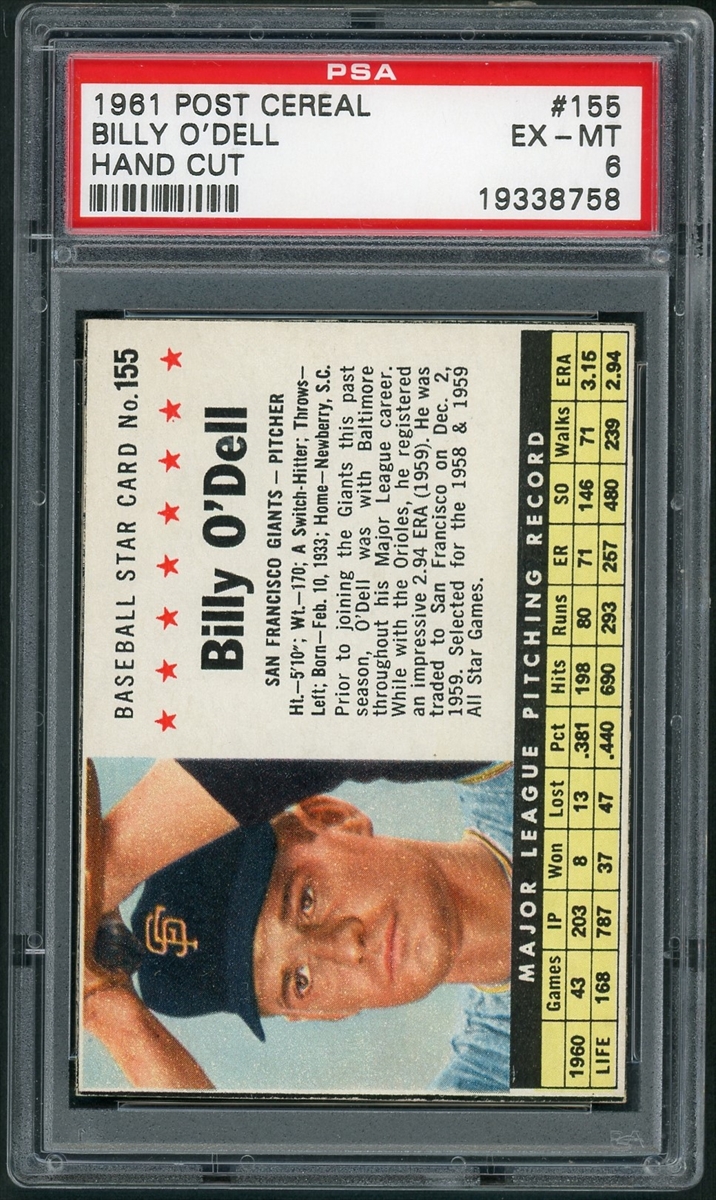 PSA
1961 POST CEREAL #155
BILLY O'DELL EX-MT
HAND CUT 6
19338758
BASEBALL STAR CARD No. 155
Billy O'Dell
SAN FRANCISCO GIANTS — PITCHER
Ht.—5'10"; Wt.—170; A Switch-Hitter; Throws—
Left; Born—Feb. 10, 1933; Home—Newberry, S.C.
Prior to joining the Giants this past
season, O'Dell was with Baltimore
throughout his Major League career.
While with the Orioles, he registered
an impressive 2.94 ERA (1959). He was
traded to San Francisco on Dec. 2,
1959. Selected for the 1958 & 1959
All Star Games.
SF
MAJOR LEAGUE PITCHING RECORD
Games IP Won Lost Pct Hits Runs ER SO Walks ERA
1960 43 203 8 13 .381 198 80 71 146 71 3.15
LIFE 168 787 37 47 .440 690 293 257 480 239 2.94